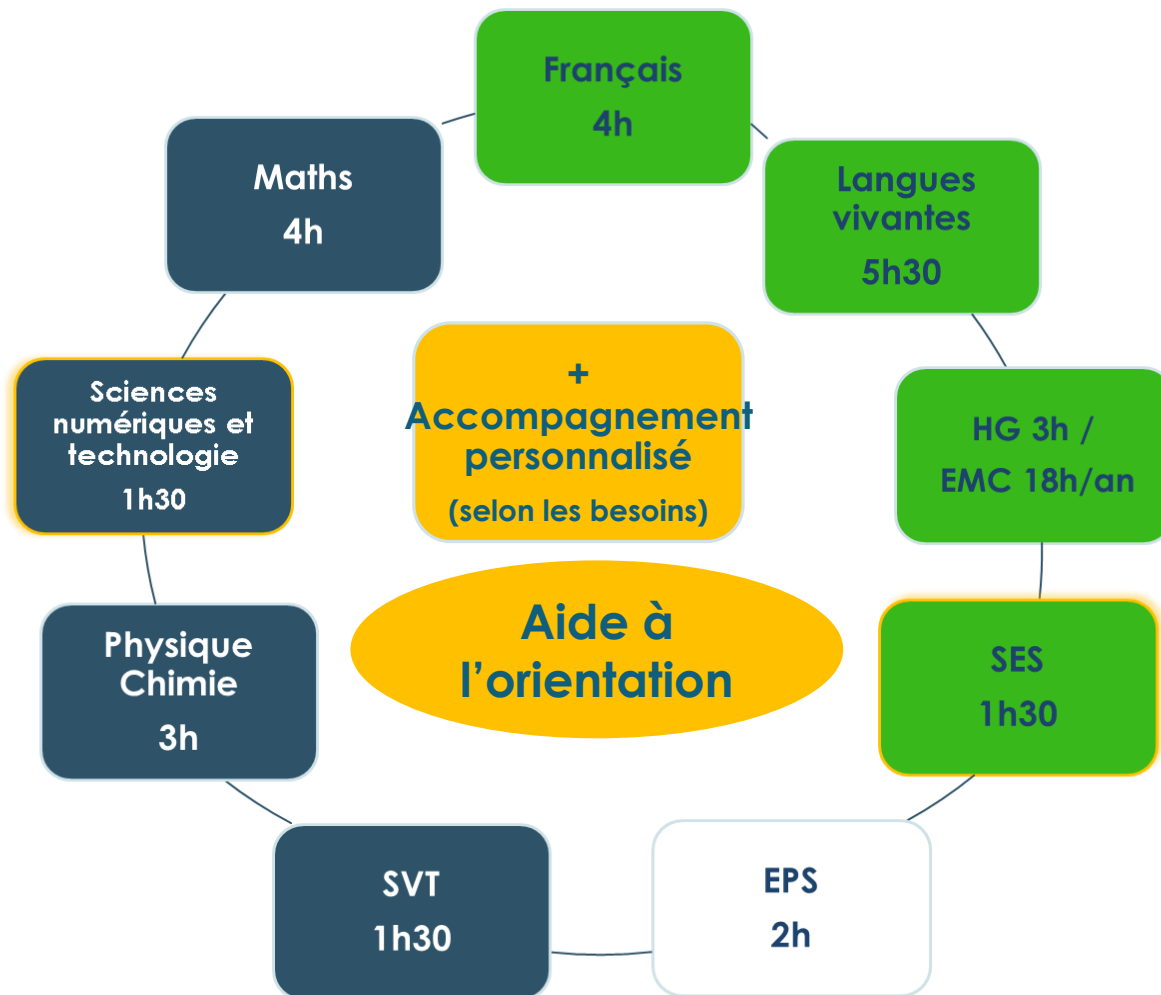 Français
4h
Langues
vivantes
5h30
HG 3h /
EMC 18h/an
SES
1h30
EPS
2h
SVT
1h30
Physique
Chimie
3h
Sciences
numériques et
technologie
1h30
Maths
4h
+
Accompagnement
personnalisé
(selon les besoins)
Aide à
l’orientation